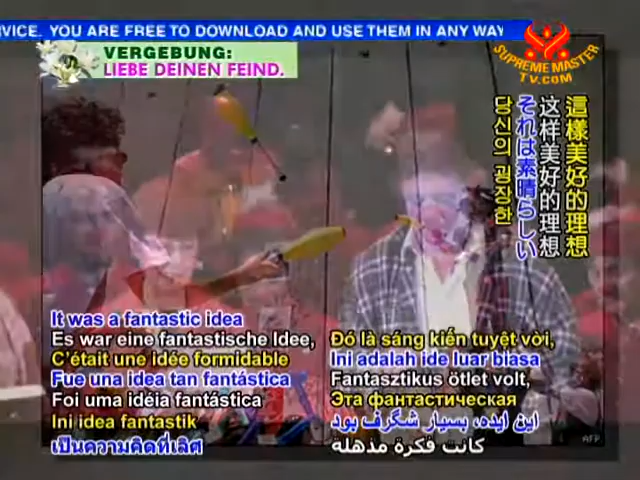 VICE. YOU ARE FREE TO DOWNLOAD AND USE THEM IN ANY WAY
SUPREME MASTER
TV.COM
VERGEBUNG:
LIEBE DEINEN FEIND.
這樣美好的理想
这样美好的理想
それは素晴らしい
당신의 굉장한
It was a fantastic idea
Es war eine fantastische Idee,
C'était une idée formidable
Fue una idea tan fantástica
Foi uma idéia fantástica
Ini idea fantastik
เป็นความคิดที่เลิศ
Đó là sáng kiến tuyệt vời,
Ini adalah ide luar biasa
Fantasztikus ötlet volt,
Эта фантастическая
این ایده، بسیار شگرف بود
كانت فكرة مذهلة
AFP